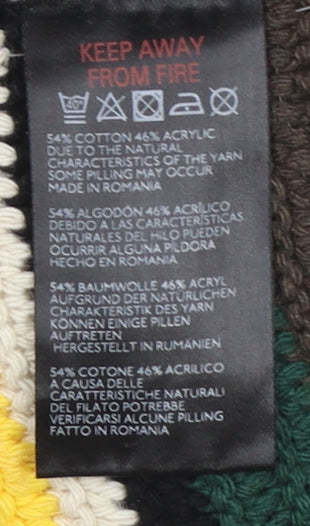 KEEP AWAY
FROM FIRE
40°
54% COTTON 46% ACRYLIC
DUE TO THE NATURAL
CHARACTERISTICS OF THE YARN
SOME PILLING MAY OCCUR
MADE IN ROMANIA
54% ALGODÓN 46% ACRÍLICO
DEBIDO A LAS CARACTERÍSTICAS
NATURALES DEL HILO PUEDEN
OCURRIR ALGUNA PÍLDORA
HECHO EN ROMANIA
54% BAUMWOLLE 46% ACRYL
AUFGRUND DER NATÜRLICHEN
CHARAKTERISTIK DES YARN
KÖNNEN EINIGE PILLEN
AUFTRETEN
HERGESTELLT IN RUMÄNIEN
54% COTONE 46% ACRILICO
A CAUSA DELLE
CARATTERISTICHE NATURALI
DEL FILATO POTREBBE
VERIFICARSI ALCUNE PILLING
FATTO IN ROMANIA